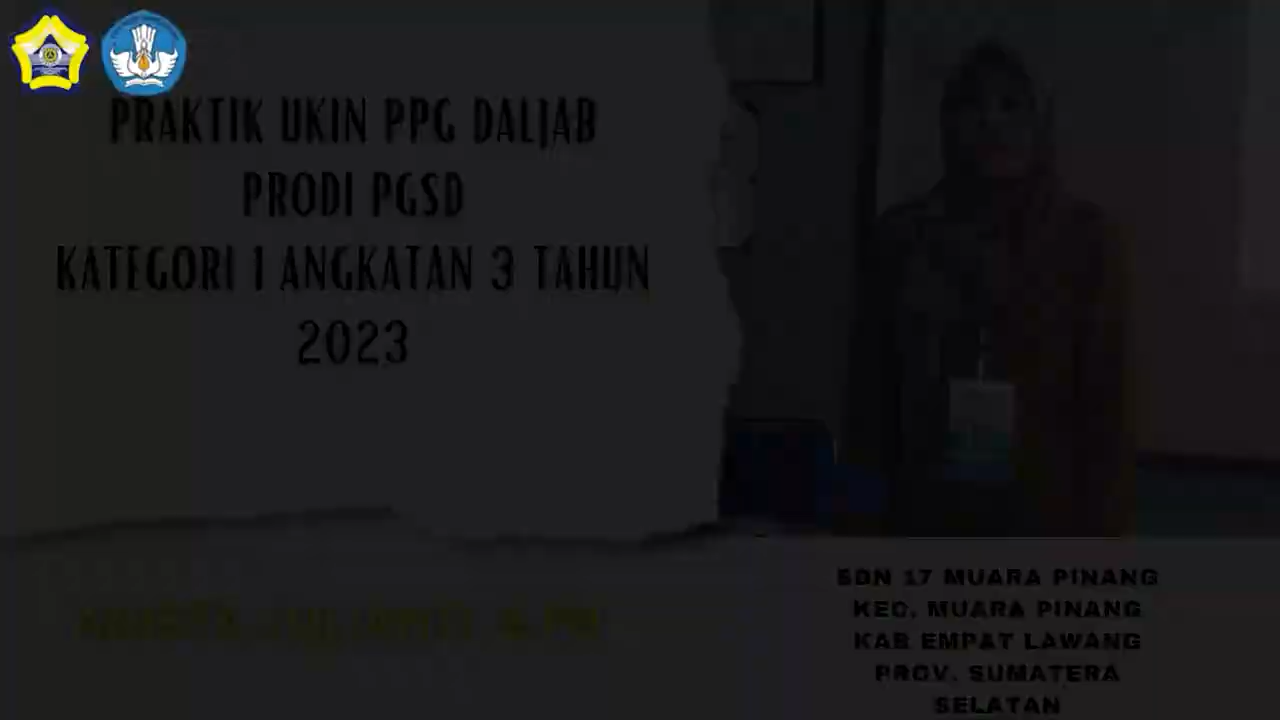 PRAKTIK UKIN PPG DALJAB
PRODI PGSD
KATEGORI 1 ANGKATAN 3 TAHUN
2023
SDN 17 MUARA PINANG
KEC. MUARA PINANG
KAB EMPAT LAWANG
PROV. SUMATERA
SELATAN